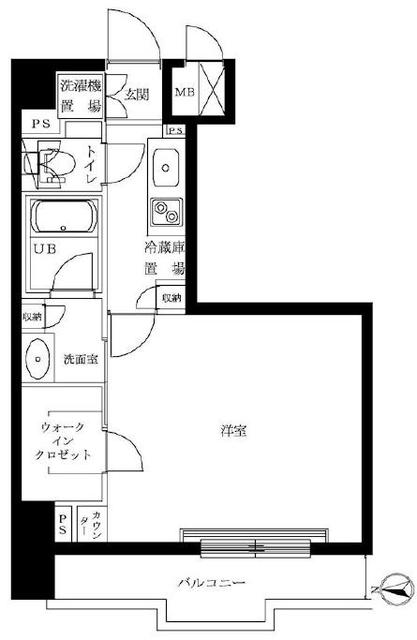 洗濯機
置場
玄関
MB
PS
PS
トイレ
UB
冷蔵庫
置場
収納
収納
洗面室
洋室
ウォーク
イン
クロゼット
PS
カウンター
バルコニー
N